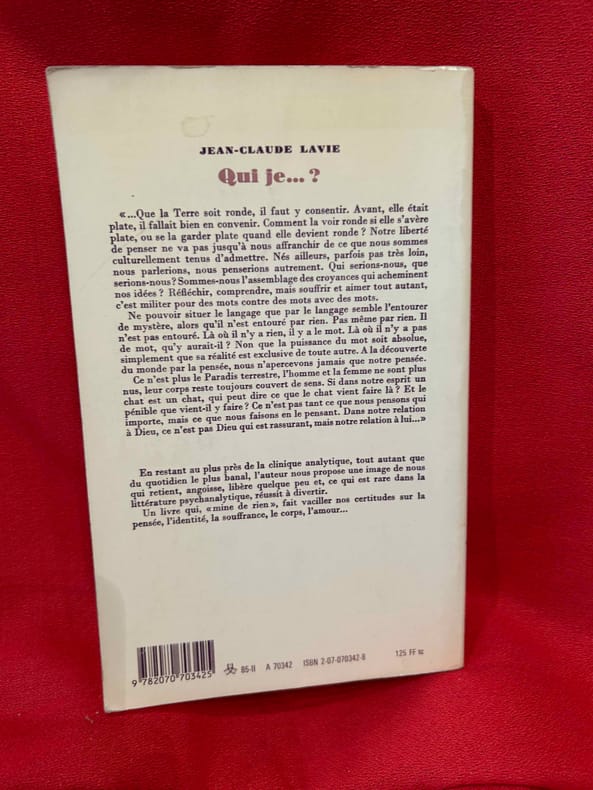 JEAN-CLAUDE LAVIE
Qui je... ?
«...Que la Terre soit ronde, il faut y consentir. Avant, elle était
plate, il fallait bien en convenir. Comment la voir ronde si elle s'avère
plate, ou se la garder plate quand elle devient ronde ? Notre liberté
de penser ne va pas jusqu'à nous affranchir de ce que nous sommes
culturellement tenus d'admettre. Nés ailleurs, parfois pas très loin,
nous parlerions, nous penserions autrement. Qui serions-nous, que
serions-nous ? Sommes-nous l'assemblage des croyances qui acheminent
nos idées ? Réfléchir, comprendre, mais souffrir et aimer tout autant,
c'est militer pour des mots contre des mots avec des mots.
Ne pouvoir situer le langage que par le langage semble l'entourer
de mystère, alors qu'il n'est entouré par rien. Pas même par rien. Il
n'est pas entouré. Là où il n'y a rien, il y a le mot. Là où il n'y a pas
de mot, qu'y aurait-il ? Non que la puissance du mot soit absolue,
simplement que sa réalité est exclusive de toute autre. A la découverte
du monde par la pensée, nous n'apercevons jamais que notre pensée.
Ce n'est plus le Paradis terrestre, l'homme et la femme ne sont plus
nus, leur corps reste toujours couvert de sens. Si dans notre esprit un
chat est un chat, qui peut dire ce que le chat vient faire là ? Et le
pénible que vient-il y faire ? Ce n'est pas tant ce que nous pensons qui
importe, mais ce que nous faisons en le pensant. Dans notre relation
à Dieu, ce n'est pas Dieu qui est rassurant, mais notre relation à lui...»
En restant au plus près de la clinique analytique, tout autant que
du quotidien le plus banal, l'auteur nous propose une image de nous
qui retient, angoisse, libère quelque peu et, ce qui est rare dans la
littérature psychanalytique, réussit à divertir.
Un livre qui, «mine de rien», fait vaciller nos certitudes sur la
pensée, l'identité, la souffrance, le corps, l'amour...
9 782070 703425
85-II A 70342 ISBN 2-07-070342-8
125 FF tc